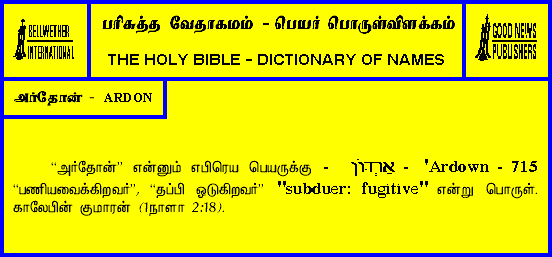 BELLWETHER
INTERNATIONAL
பரிசுத்த வேதாகமம் - பெயர் பொருள்விளக்கம்
THE HOLY BIBLE - DICTIONARY OF NAMES
GOOD NEWS
PUBLISHERS
அர்தோன் - ARDON
“அர்தோன்” என்னும் எபிரெய பெயருக்கு - אַרְדּוֹן - 'Ardown - 715
“பணியவைக்கிறவர்”, “தப்பி ஒடுகிறவர்” "subduer: fugitive" என்று பொருள்.
காலேபின் குமாரன் (1நாளா 2:18).